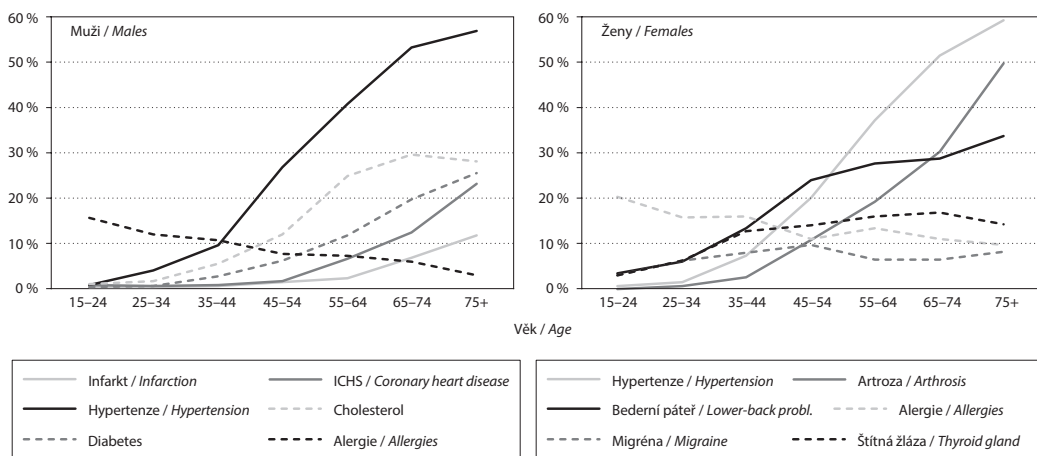 Muži / Males
60 %
50 %
40 %
30 %
20 %
10 %
0 %
15–24 25–34 35–44 45–54 55–64 65–74 75+
Ženy / Females
60 %
50 %
40 %
30 %
20 %
10 %
0 %
15–24 25–34 35–44 45–54 55–64 65–74 75+
Věk / Age
Infarkt / Infarction ICHS / Coronary heart disease
Hypertenze / Hypertension Cholesterol
Diabetes Alergie / Allergies
Hypertenze / Hypertension Artroza / Arthrosis
Bederní páteř / Lower-back probl. Alergie / Allergies
Migréna / Migraine Štítná žláza / Thyroid gland